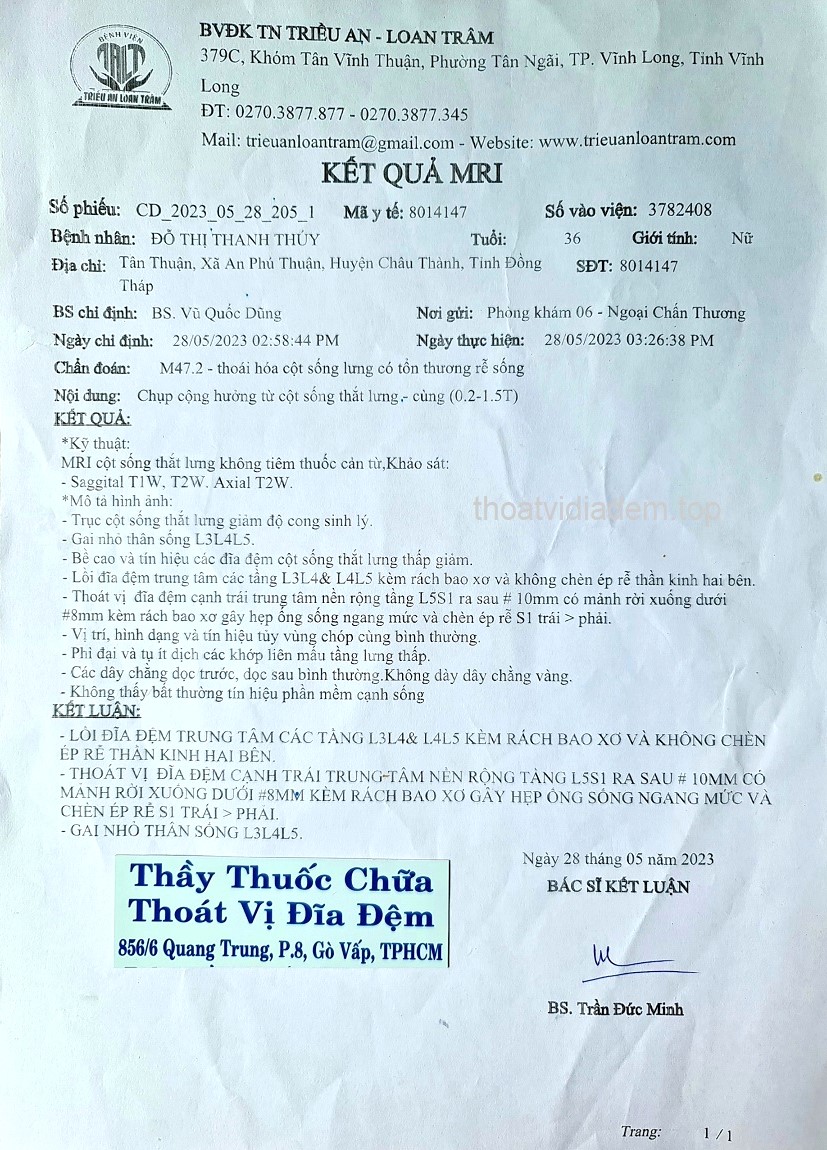 BỆNH VIỆN
TALT
TRIỀU AN LOAN TRÂM
BVĐK TN TRIỀU AN - LOAN TRÂM
379C, Khóm Tân Vĩnh Thuận, Phường Tân Ngãi, TP. Vĩnh Long, Tỉnh Vĩnh
Long
ĐT: 0270.3877.877 - 0270.3877.345
Mail: trieuanloantram@gmail.com - Website: www.trieuanloantram.com
KẾT QUẢ MRI
Số phiếu: CD_2023_05_28_205_1 Mã y tế: 8014147 Số vào viện: 3782408
Bệnh nhân: ĐỖ THỊ THANH THÚY Tuổi: 36 Giới tính: Nữ
Địa chỉ: Tân Thuận, Xã An Phú Thuận, Huyện Châu Thành, Tỉnh Đồng SĐT: 8014147
Tháp
BS chỉ định: BS. Vũ Quốc Dũng Nơi gửi: Phòng khám 06 - Ngoại Chấn Thương
Ngày chỉ định: 28/05/2023 02:58:44 PM Ngày thực hiện: 28/05/2023 03:26:38 PM
Chẩn đoán: M47.2 - thoái hóa cột sống lưng có tổn thương rễ sống
Nội dung: Chụp cộng hưởng từ cột sống thắt lưng - cùng (0.2-1.5T)
KẾT QUẢ:
*Kỹ thuật:
MRI cột sống thắt lưng không tiêm thuốc cản từ,Khảo sát:
- Saggital T1W, T2W. Axial T2W.
*Mô tả hình ảnh:
thoatvidiadem.top
- Trục cột sống thắt lưng giảm độ cong sinh lý.
- Gai nhỏ thân sống L3L4L5.
- Bề cao và tín hiệu các đĩa đệm cột sống thắt lưng thấp giảm.
- Lồi đĩa đệm trung tâm các tầng L3L4& L4L5 kèm rách bao xơ và không chèn ép rễ thần kinh hai bên.
- Thoát vị đĩa đệm cạnh trái trung tâm nền rộng tầng L5S1 ra sau # 10mm có mảnh rời xuống dưới
#8mm kèm rách bao xơ gây hẹp ống sống ngang mức và chèn ép rễ S1 trái > phải.
- Vị trí, hình dạng và tín hiệu tủy vùng chóp cùng bình thường.
- Phì đại và tụ ít dịch các khớp liên mấu tầng lưng thấp.
- Các dây chằng dọc trước, dọc sau bình thường.Không dày dây chằng vàng.
- Không thấy bất thường tín hiệu phần mềm cạnh sống
KẾT LUẬN:
- LỒI ĐĨA ĐỆM TRUNG TÂM CÁC TẦNG L3L4& L4L5 KÈM RÁCH BAO XƠ VÀ KHÔNG CHÈN
ÉP RỄ THẦN KINH HAI BÊN.
- THOÁT VỊ ĐĨA ĐỆM CẠNH TRÁI TRUNG TÂM NỀN RỘNG TẦNG L5S1 RA SAU # 10MM CÓ
MẢNH RỜI XUỐNG DƯỚI #8MM KÈM RÁCH BAO XƠ GÂY HẸP ỐNG SỐNG NGANG MỨC VÀ
CHÈN ÉP RỄ S1 TRÁI > PHẢI.
- GAI NHỎ THÂN SỐNG L3L4L5.
Ngày 28 tháng 05 năm 2023
BÁC SĨ KẾT LUẬN
Thầy Thuốc Chữa
Thoát Vị Đĩa Đệm
856/6 Quang Trung, P.8, Gò Vấp, TPHCM
BS. Trần Đức Minh
Trang: 1 / 1